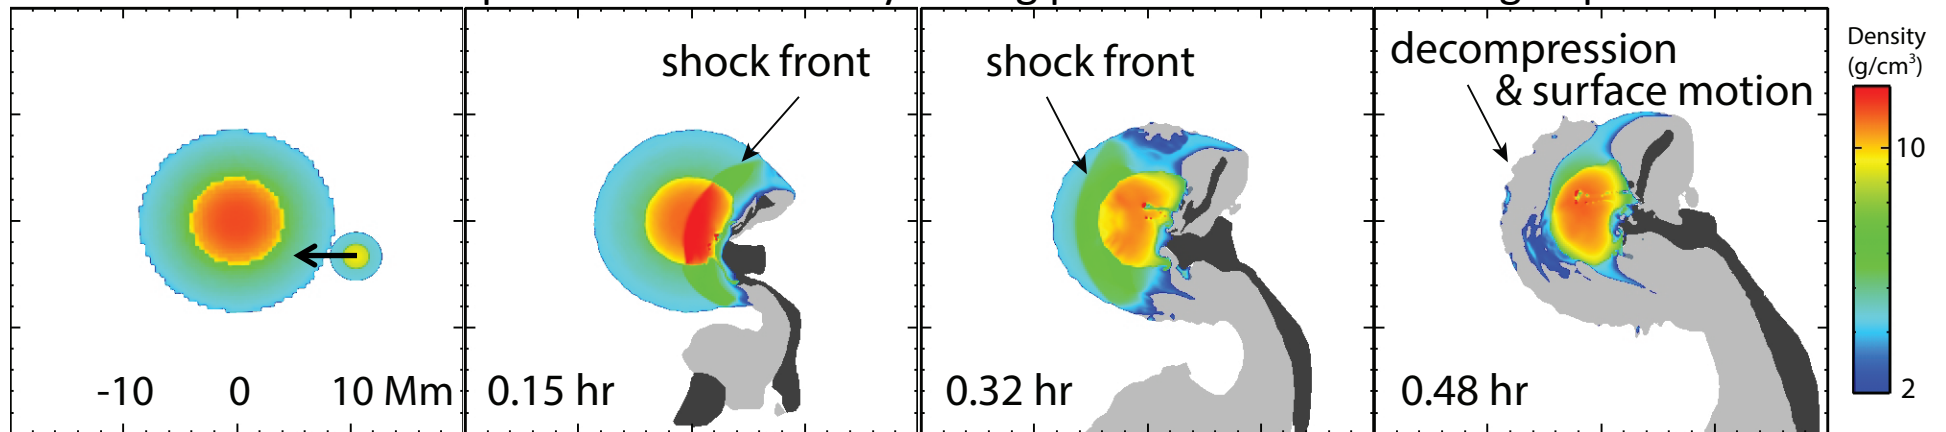 shock front
shock front
decompression
& surface motion
Density
(g/cm³)
10
2
-10 0 10 Mm
0.15 hr
0.32 hr
0.48 hr